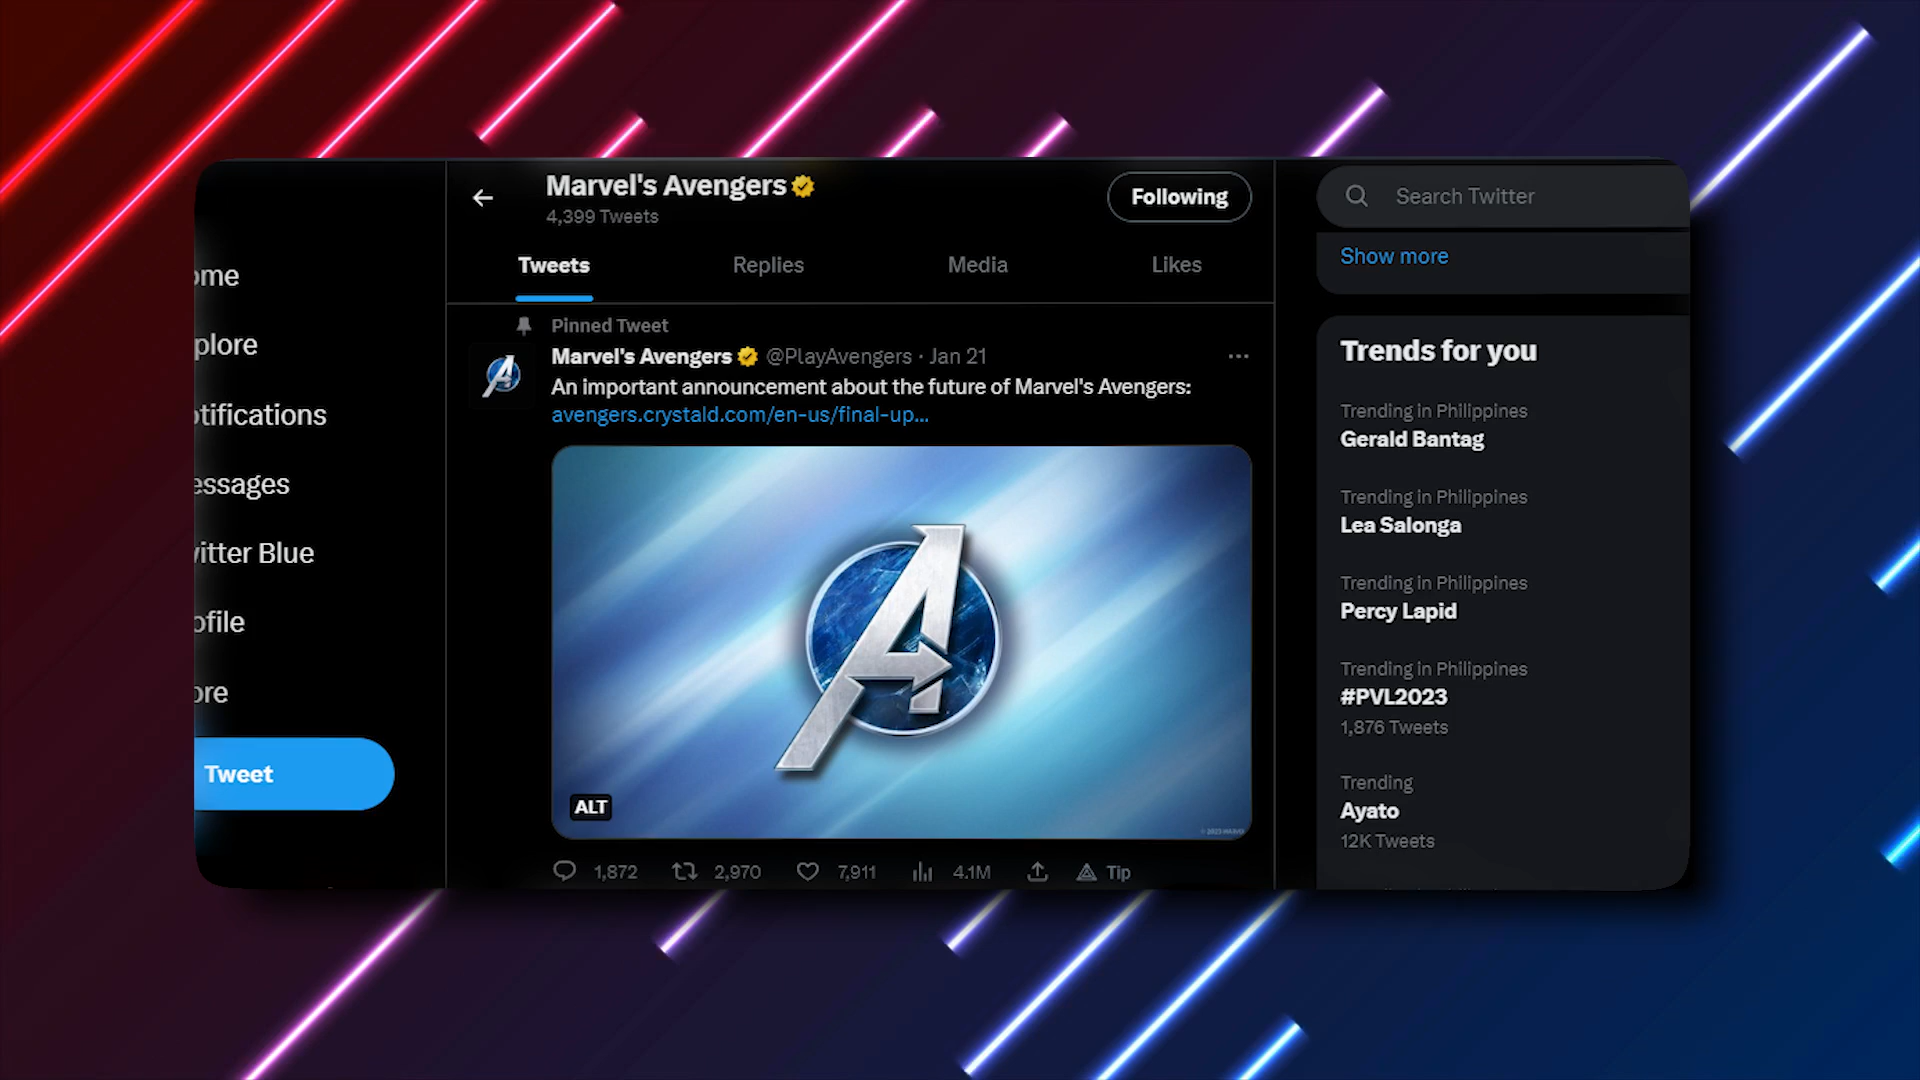 Marvel's Avengers
4,399 Tweets
Following
Tweets
Replies
Media
Likes
ome
plore
otifications
essages
vitter Blue
ofile
ore
Tweet
Pinned Tweet
Marvel's Avengers @PlayAvengers · Jan 21
An important announcement about the future of Marvel's Avengers:
avengers.crystald.com/en-us/final-up...
ALT
© 2023 MARVEL
1,872
2,970
7,911
4.1M
Tip
Search Twitter
Show more
Trends for you
Trending in Philippines
Gerald Bantag
Trending in Philippines
Lea Salonga
Trending in Philippines
Percy Lapid
Trending in Philippines
#PVL2023
1,876 Tweets
Trending
Ayato
12K Tweets